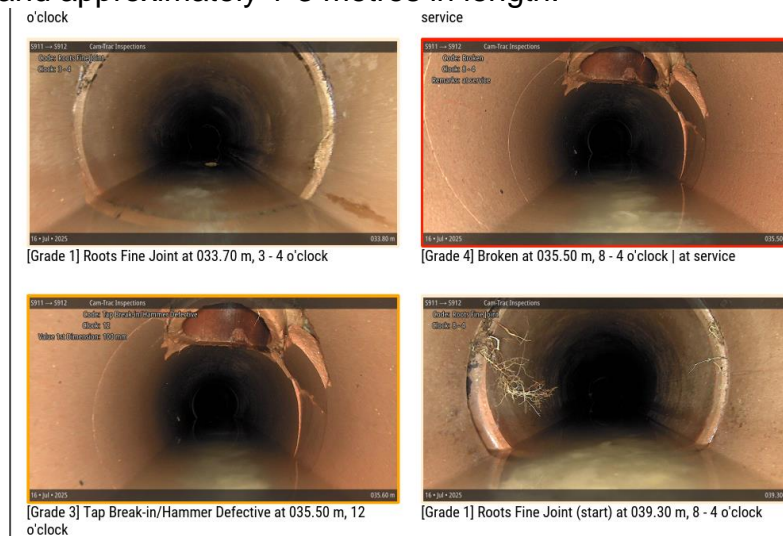 and approximately 4-5 metres in length.
o'clock
service
S911 → S912 Cam-Trac Inspections
Code: Roots Fine Joint
Clock: 3 - 4
16 • Jul • 2025 033.80 m
[Grade 1] Roots Fine Joint at 033.70 m, 3 - 4 o'clock
S911 → S912 Cam-Trac Inspections
Code: Broken
Clock: 8 - 4
Remarks: at service
16 • Jul • 2025 035.50
[Grade 4] Broken at 035.50 m, 8 - 4 o'clock | at service
S911 → S912 Cam-Trac Inspections
Code: Tap Break-in/Hammer Defective
Clock: 12
Value 1st Dimension: 100 mm
16 • Jul • 2025 035.60 m
[Grade 3] Tap Break-in/Hammer Defective at 035.50 m, 12
o'clock
S911 → S912 Cam-Trac Inspections
Code: Roots Fine Joint
Clock: 8 - 4
16 • Jul • 2025 039.30
[Grade 1] Roots Fine Joint (start) at 039.30 m, 8 - 4 o'clock